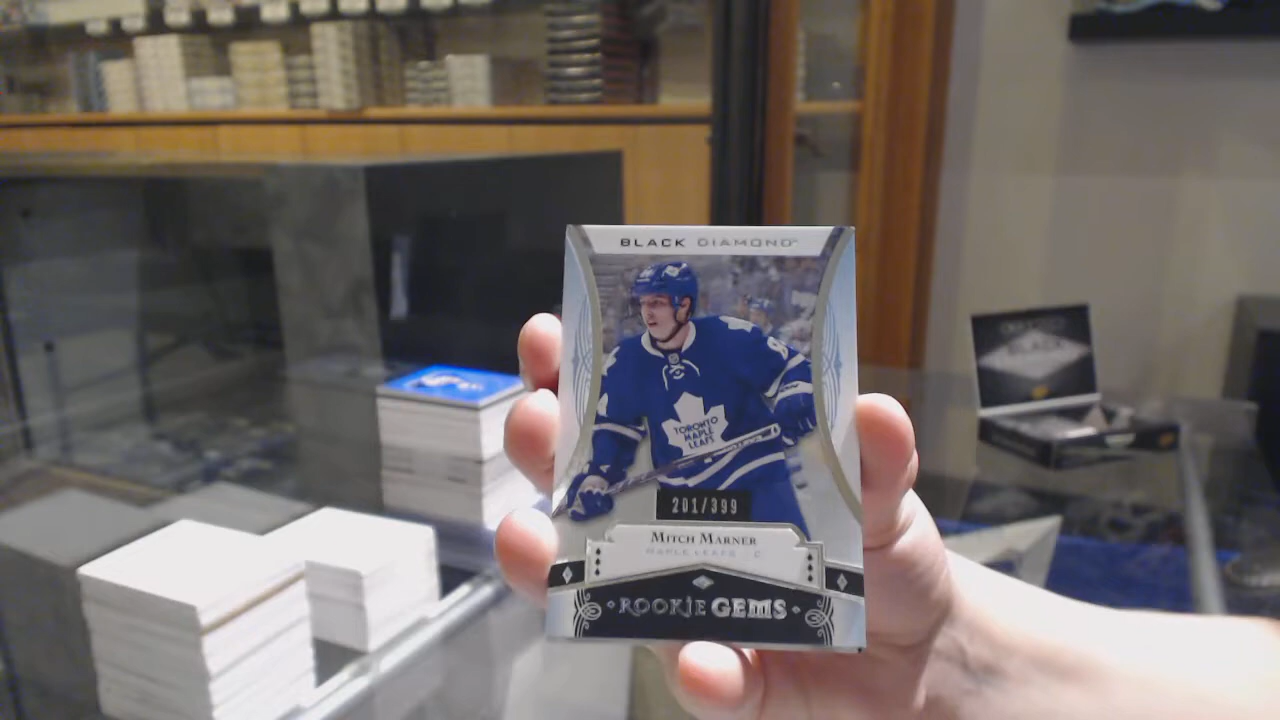 BLACK DIAMOND
TORONTO
MAPLE
LEAFS
201/399
MITCH MARNER
MAPLE LEAFS C
ROOKIE GEMS